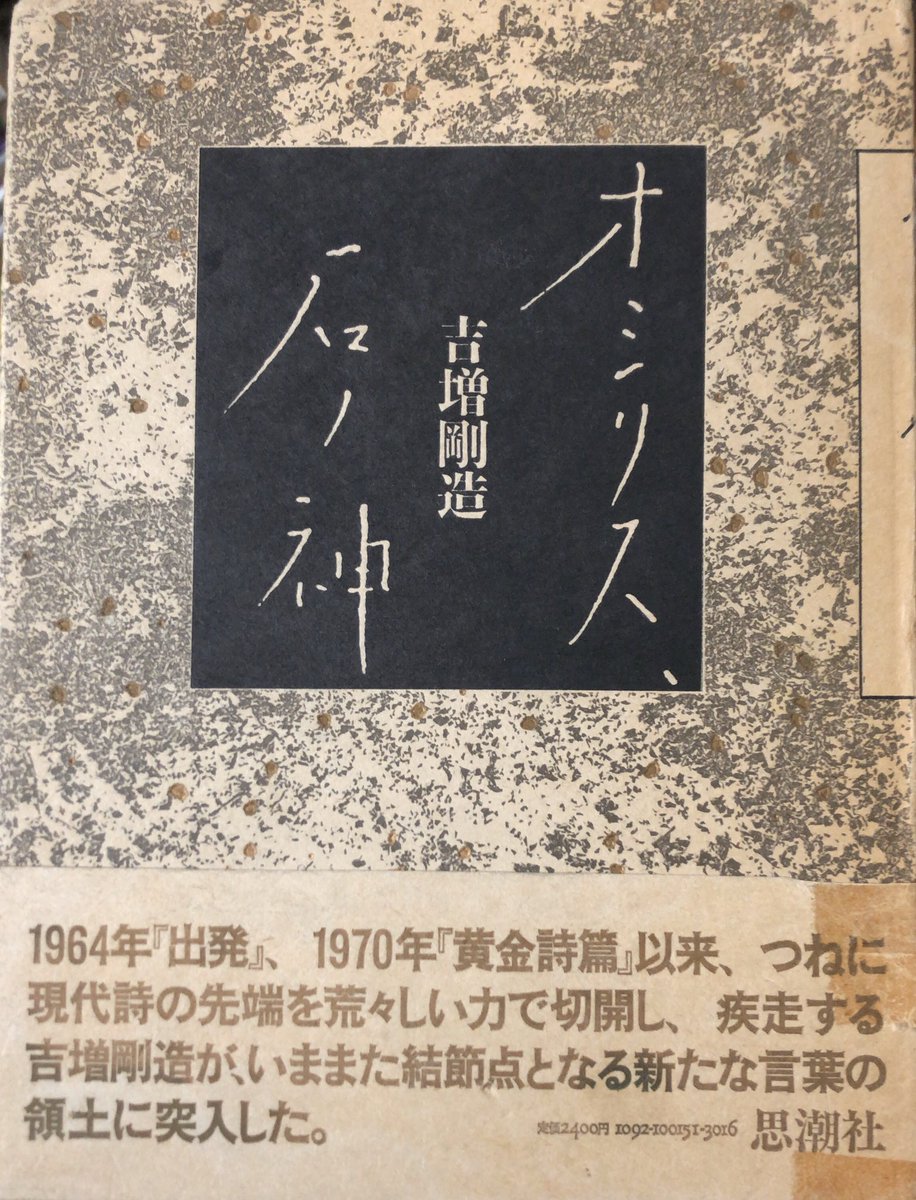 オシリス、
石ノ神
吉増剛造
1964年『出発』、1970年『黄金詩篇』以来、つねに
現代詩の先端を荒々しい力で切開し、疾走する
吉増剛造が、いままた結節点となる新たな言葉の
領土に突入した。
定価2400円 1092-100151-3016 思潮社